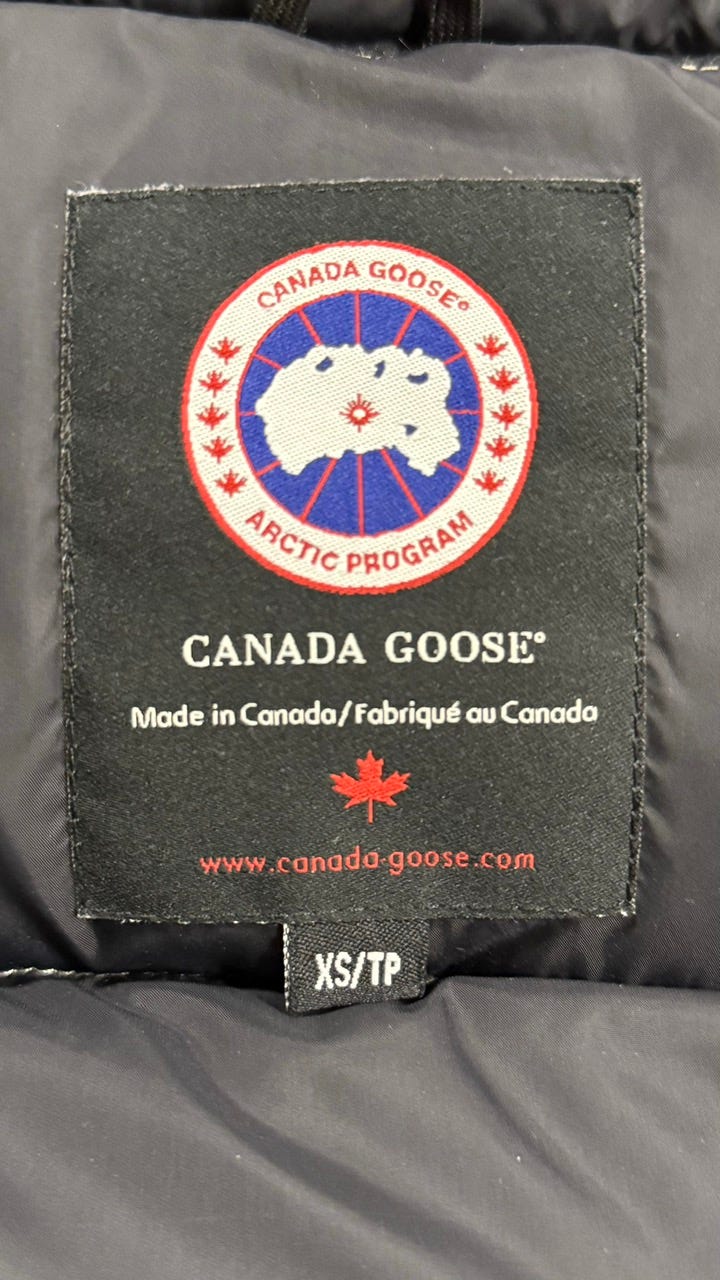 CANADA GOOSE®
ARCTIC PROGRAM
CANADA GOOSE®
Made in Canada/Fabriqué au Canada
www.canada-goose.com
XS/TP